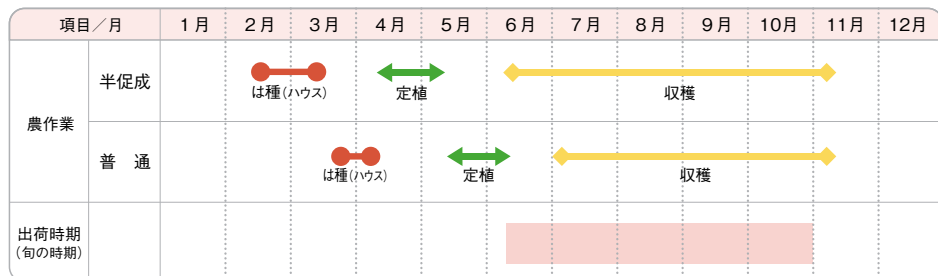 項目／月 1月 2月 3月 4月 5月 6月 7月 8月 9月 10月 11月 12月
農作業
半促成
は種（ハウス） 定植 収穫
普　通
は種（ハウス） 定植 収穫
出荷時期
（旬の時期）